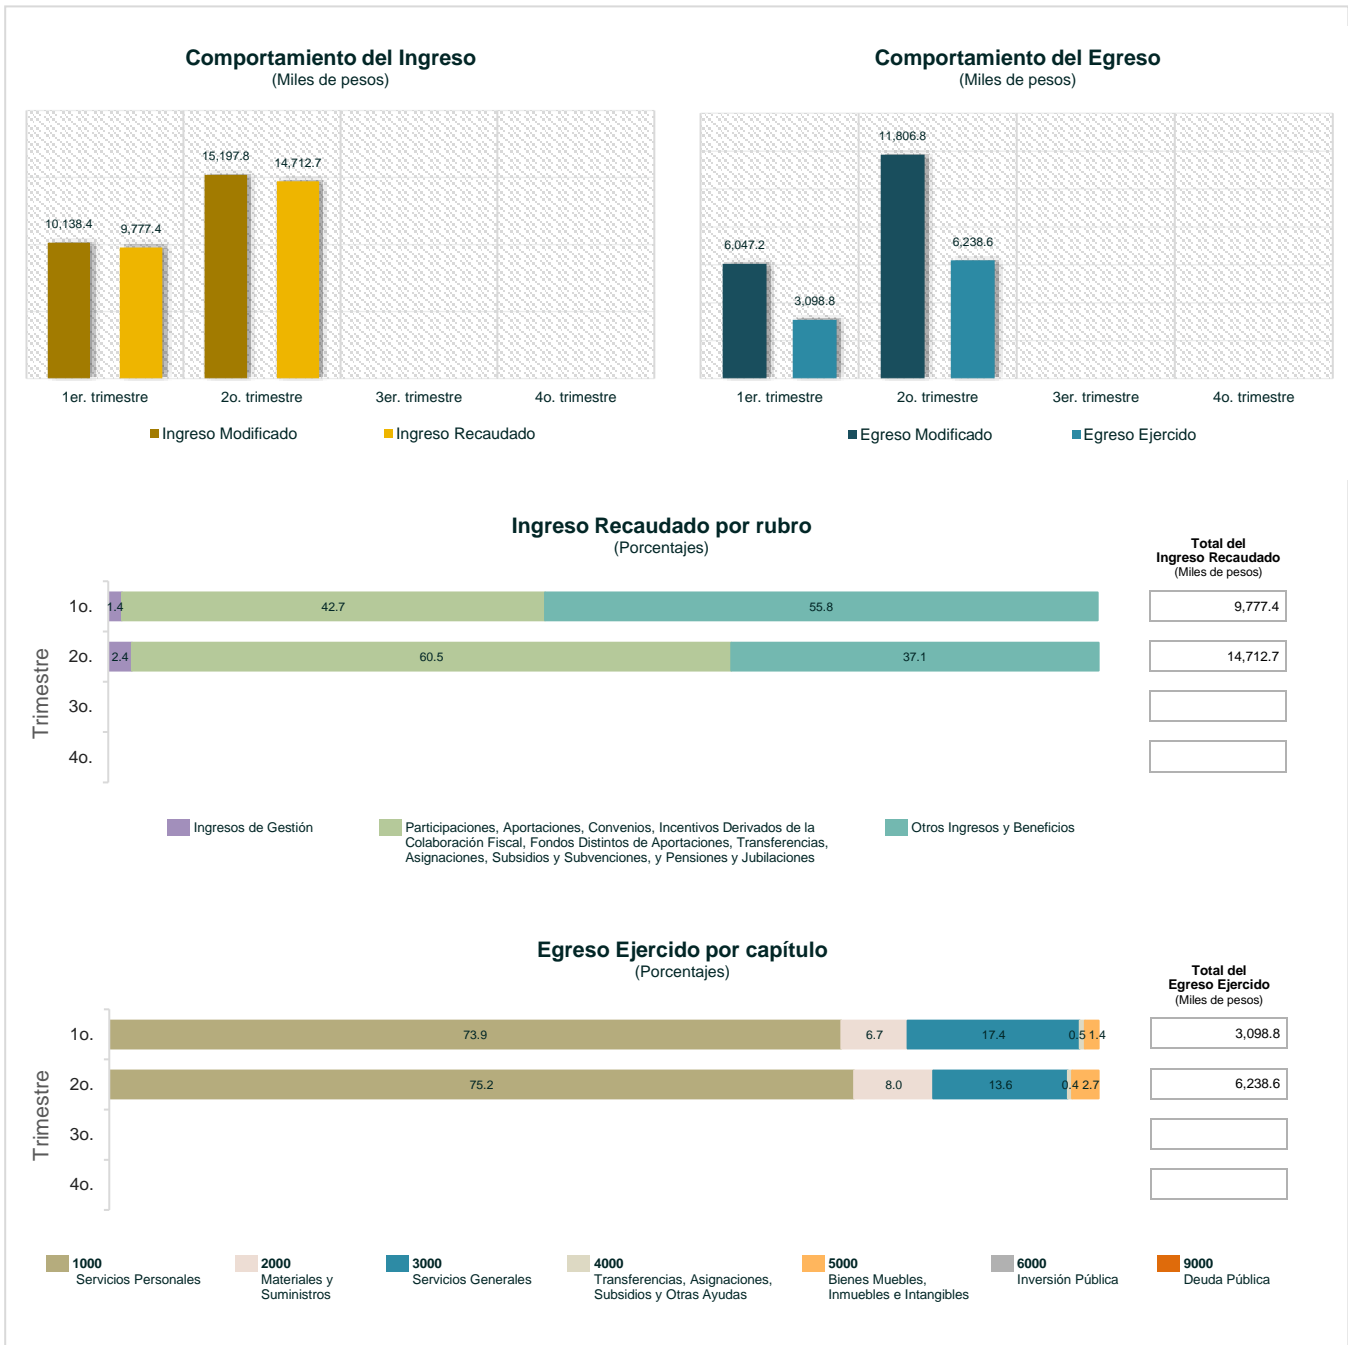 Comportamiento del Ingreso
(Miles de pesos)
10,138.4
9,777.4
15,197.8
14,712.7
1er. trimestre
2o. trimestre
3er. trimestre
4o. trimestre
Ingreso Modificado
Ingreso Recaudado
Comportamiento del Egreso
(Miles de pesos)
6,047.2
3,098.8
11,806.8
6,238.6
1er. trimestre
2o. trimestre
3er. trimestre
4o. trimestre
Egreso Modificado
Egreso Ejercido
Ingreso Recaudado por rubro
(Porcentajes)
Total del
Ingreso Recaudado
(Miles de pesos)
Trimestre
1o.
1.4
42.7
55.8
9,777.4
2o.
2.4
60.5
37.1
14,712.7
3o.
4o.
Ingresos de Gestión
Participaciones, Aportaciones, Convenios, Incentivos Derivados de la
Colaboración Fiscal, Fondos Distintos de Aportaciones, Transferencias,
Asignaciones, Subsidios y Subvenciones, y Pensiones y Jubilaciones
Otros Ingresos y Beneficios
Egreso Ejercido por capítulo
(Porcentajes)
Total del
Egreso Ejercido
(Miles de pesos)
Trimestre
1o.
73.9
6.7
17.4
0.5
1.4
3,098.8
2o.
75.2
8.0
13.6
0.4
2.7
6,238.6
3o.
4o.
1000
Servicios Personales
2000
Materiales y
Suministros
3000
Servicios Generales
4000
Transferencias, Asignaciones,
Subsidios y Otras Ayudas
5000
Bienes Muebles,
Inmuebles e Intangibles
6000
Inversión Pública
9000
Deuda Pública